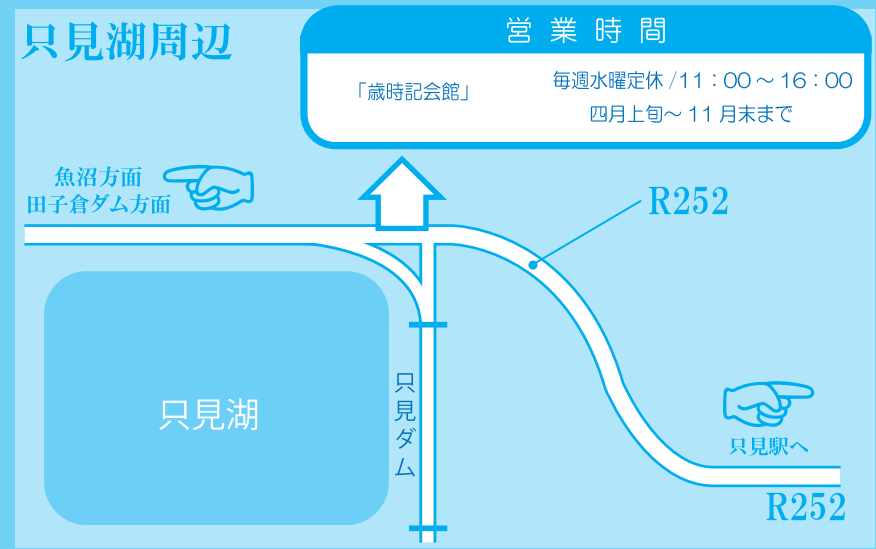 只見湖周辺
営業時間
「歳時記会館」
毎週水曜定休/11：00～16：00
四月上旬～11月末まで
魚沼方面
田子倉ダム方面
R252
只見湖
只見ダム
只見駅へ
R252